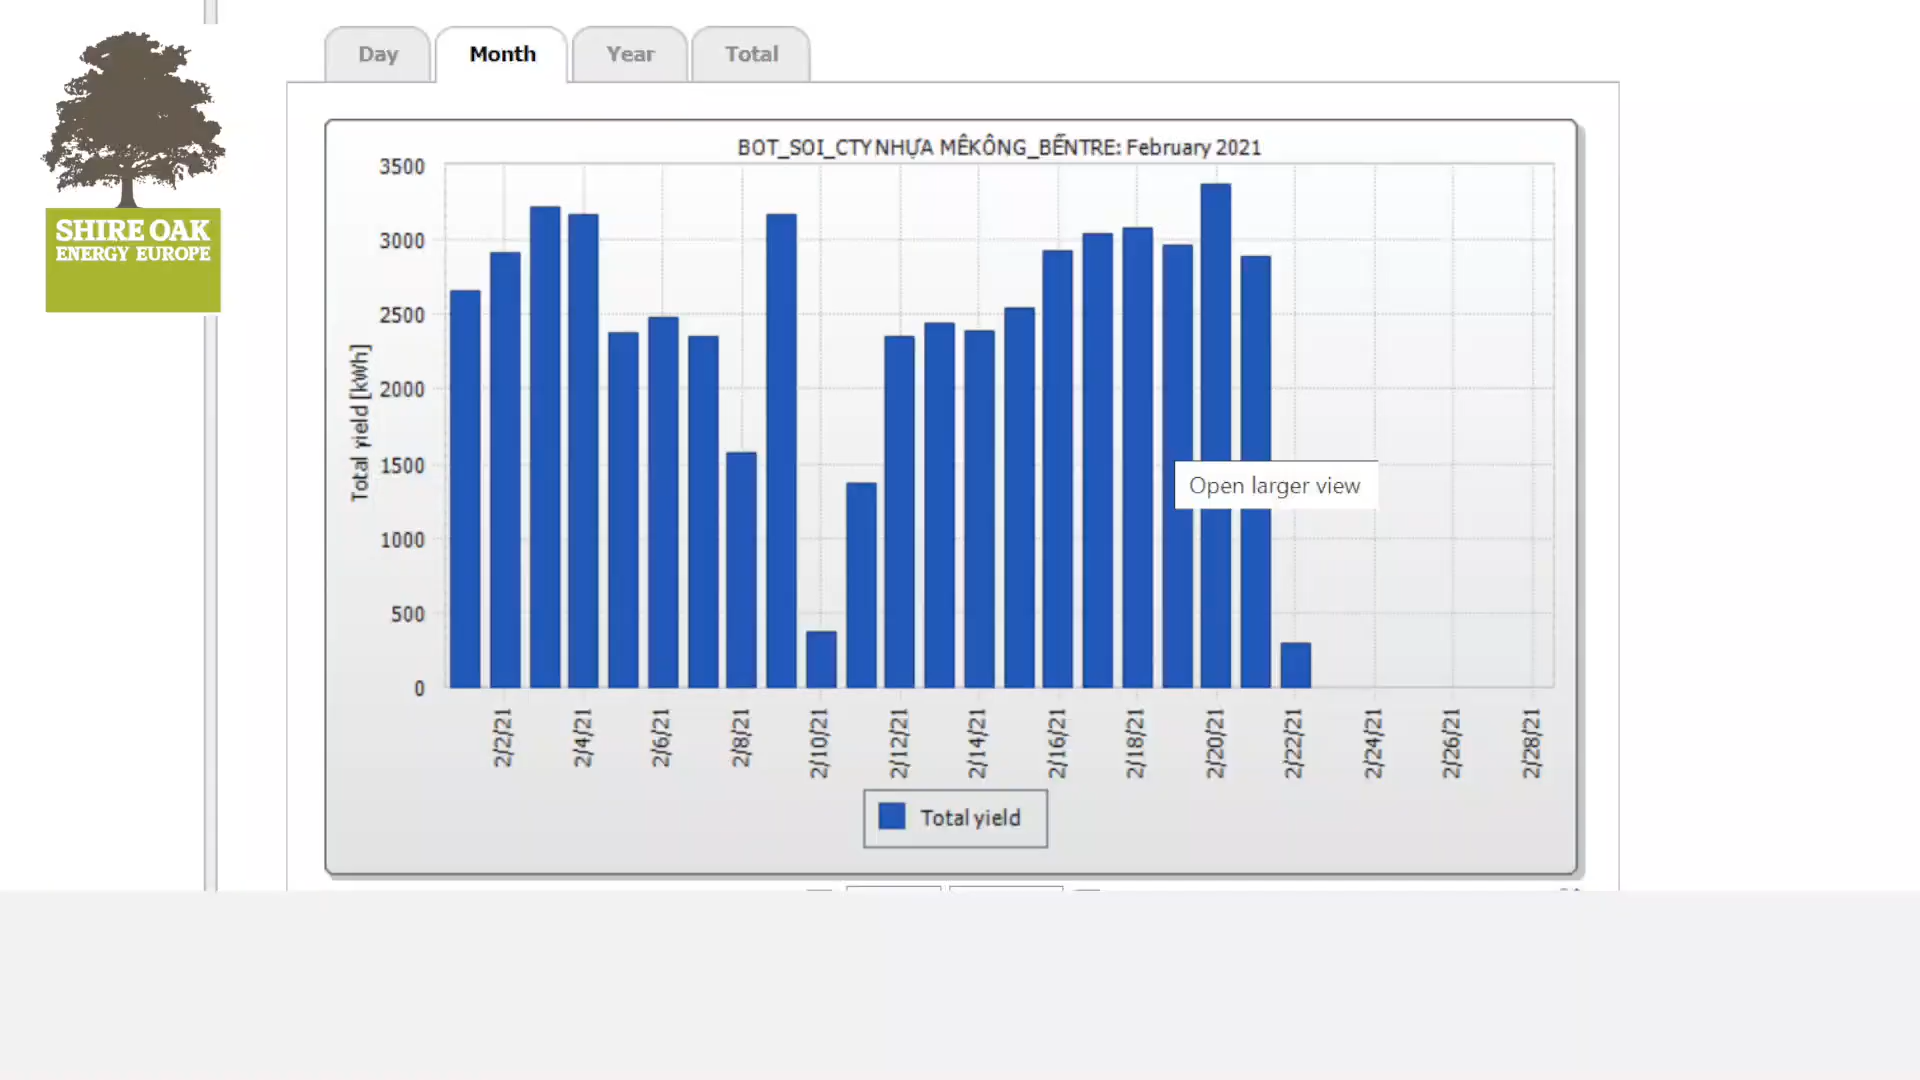 Day
Month
Year
Total
SHIRE OAK
ENERGY EUROPE
BOT_SOI_CTY NHỰA MÊKÔNG_BẾNTRE: February 2021
Total yield [kWh]
3500
3000
2500
2000
1500
1000
500
0
Open larger view
2/2/21
2/4/21
2/6/21
2/8/21
2/10/21
2/12/21
2/14/21
2/16/21
2/18/21
2/20/21
2/22/21
2/24/21
2/26/21
2/28/21
Total yield